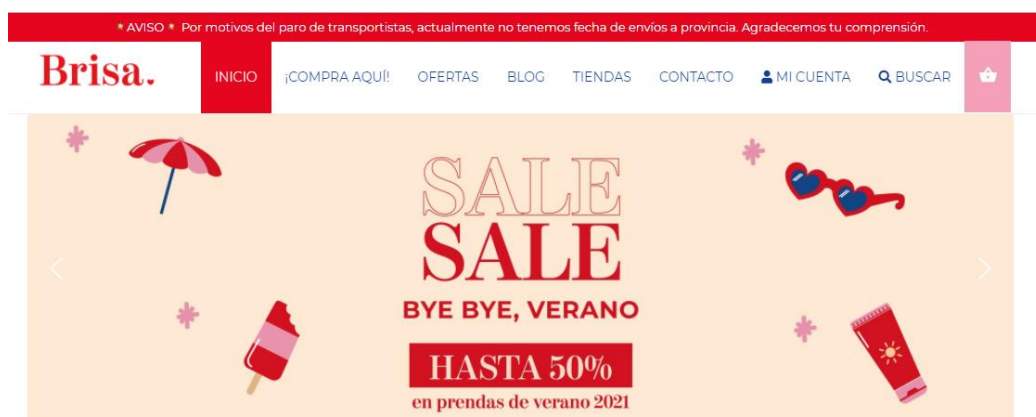 * AVISO * Por motivos del paro de transportistas, actualmente no tenemos fecha de envíos a provincia. Agradecemos tu comprensión.
Brisa.
INICIO
¡COMPRA AQUÍ!
OFERTAS
BLOG
TIENDAS
CONTACTO
MI CUENTA
BUSCAR
SALE
SALE
BYE BYE, VERANO
HASTA 50%
en prendas de verano 2021